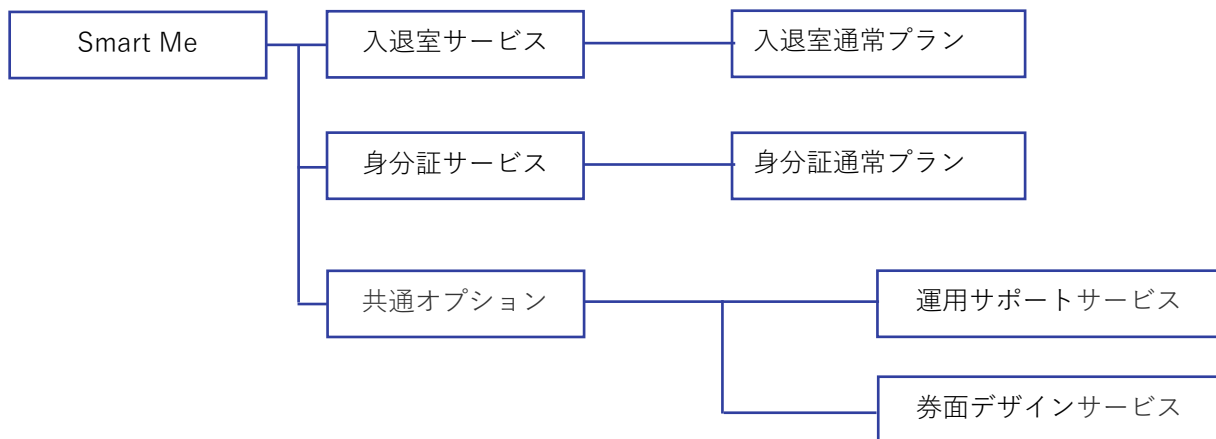 Smart Me
入退室サービス
入退室通常プラン
身分証サービス
身分証通常プラン
共通オプション
運用サポートサービス
券面デザインサービス